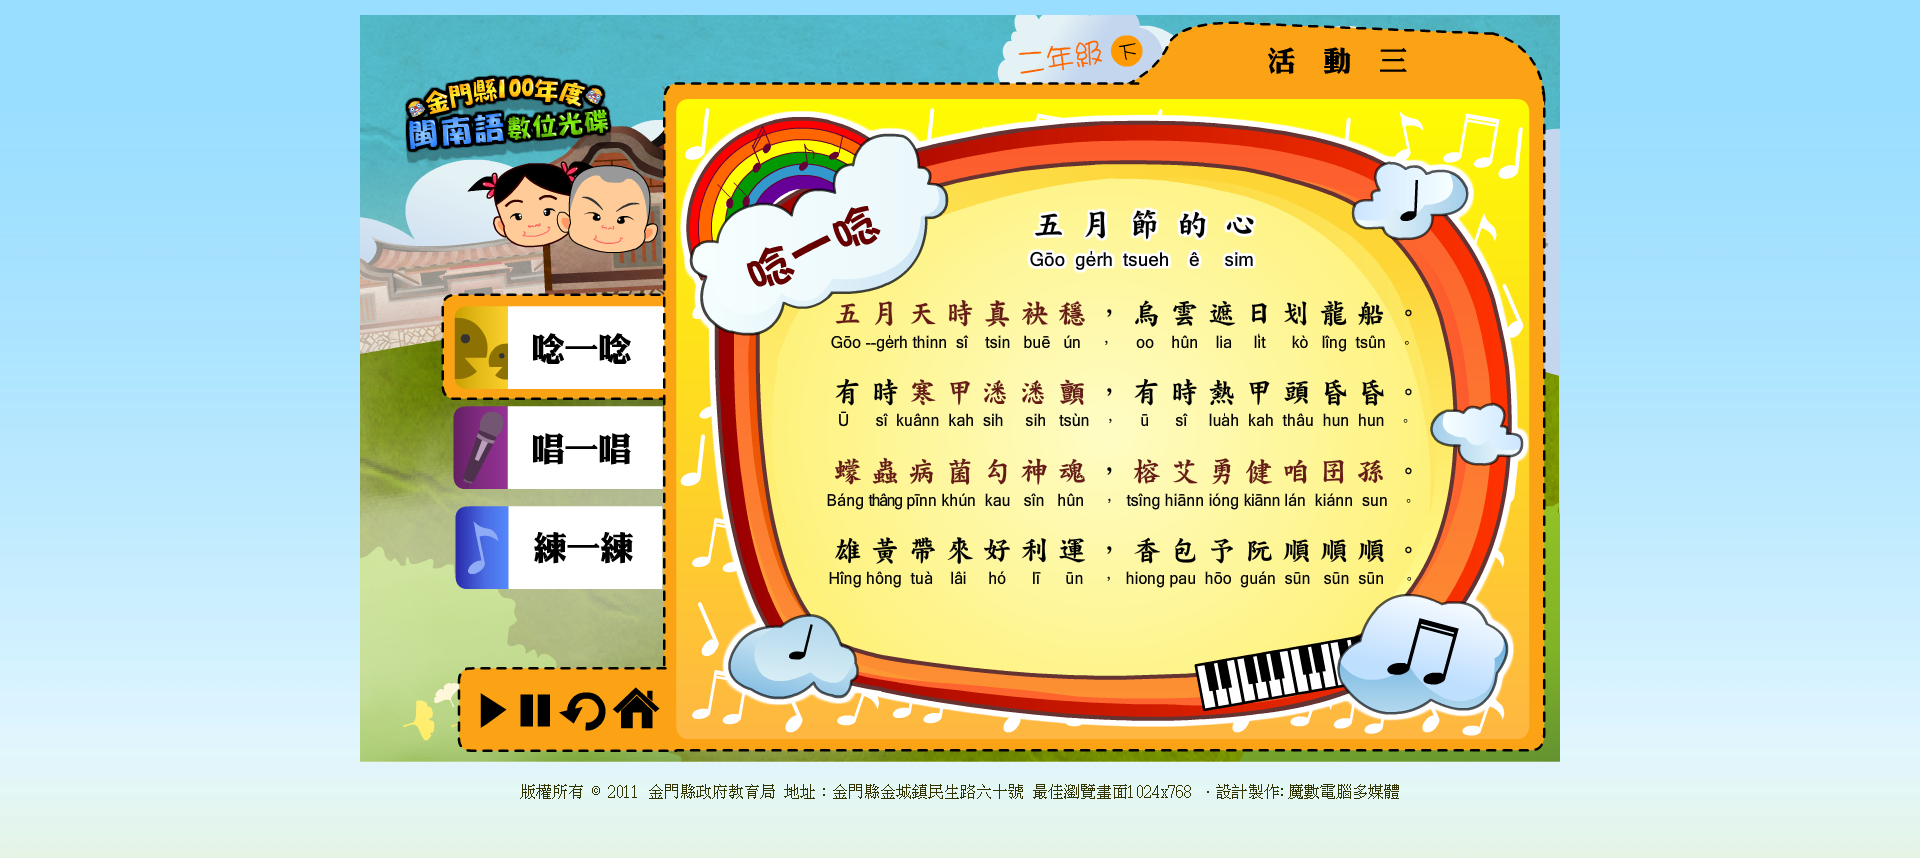 二年級 下
活動三
金門縣100年度
閩南語數位光碟
唸一唸
五月節的心
Gōo ge̍rh tsueh ê sim
五月天時真袂穩，烏雲遮日划龍船。
Gōo --ge̍rh thinn sî tsin buē ún ， oo hûn lia li̍t kò lîng tsûn 。
有時寒甲𤺪𤺪顫，有時熱甲頭昏昏。
Ū sî kuânn kah sih sih tsùn ， ū sî lua̍h kah thâu hun hun 。
蠓蟲病菌勾神魂，榕艾勇健咱囝孫。
Báng thâng pīnn khún kau sîn hûn ， tsîng hiānn ióng kiānn lán kiánn sun 。
雄黃帶來好利運，香包予阮順順順。
Hîng hông tuà lâi hó lī ūn ， hiong pau hōo guán sūn sūn sūn 。
唸一唸
唱一唱
練一練
版權所有 © 2011 金門縣政府教育局 地址：金門縣金城鎮民生路六十號 最佳瀏覽畫面1024x768 ‧設計製作: 魔數電腦多媒體